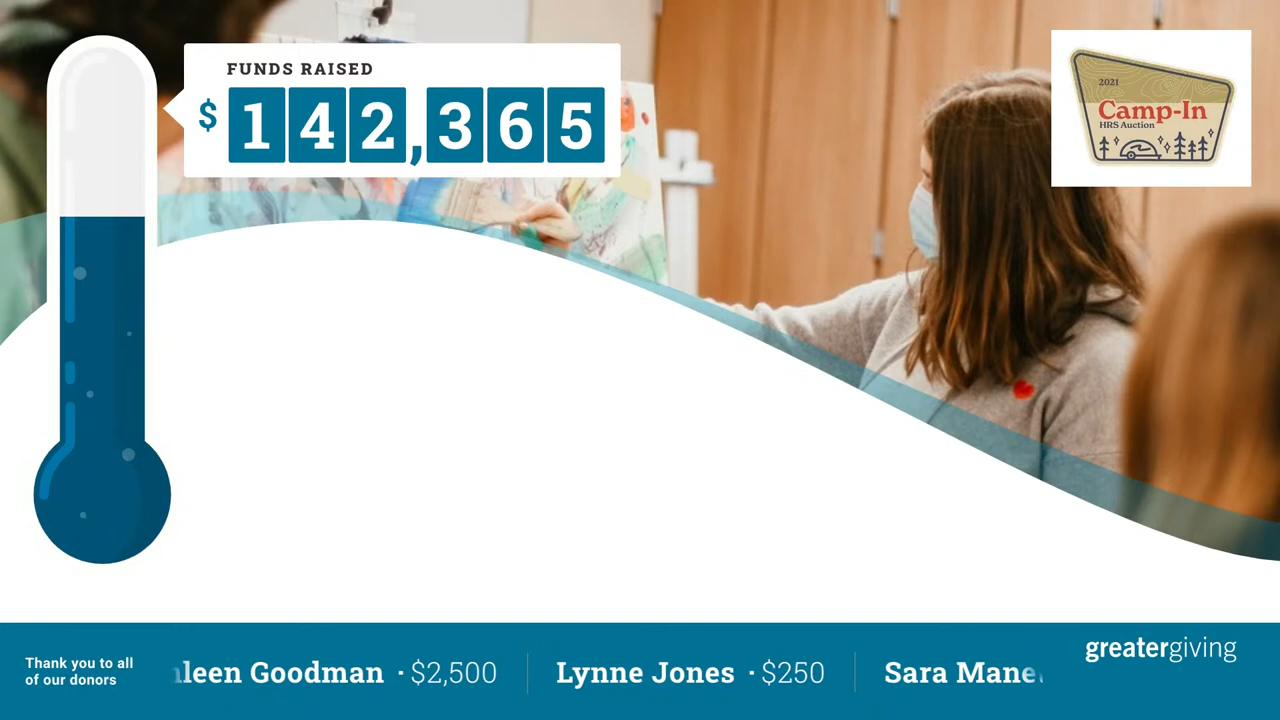 FUNDS RAISED
$142,365
2021
Camp-In
HRS Auction
Thank you to all
of our donors
Goodman · $2,500
Lynne Jones · $250
Sara
greatergiving